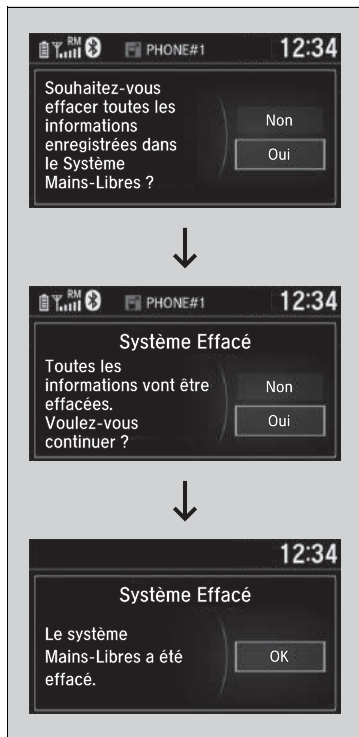 RM PHONE#1 12:34
Souhaitez-vous
effacer toutes les
informations
enregistrées dans
le Système
Mains-Libres ?
Non
Oui
RM PHONE#1 12:34
Système Effacé
Toutes les
informations vont être
effacées.
Voulez-vous
continuer ?
Non
Oui
12:34
Système Effacé
Le système
Mains-Libres a été
effacé.
OK